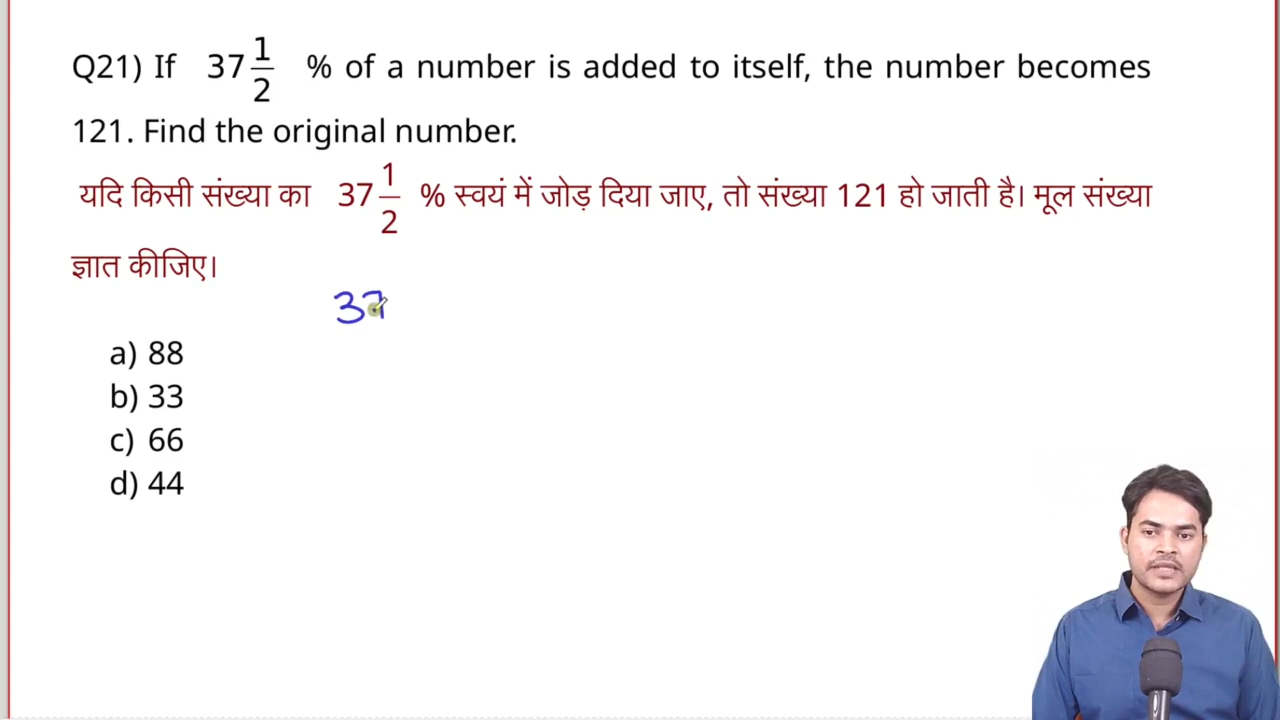 Q21) If 37 1/2 % of a number is added to itself, the number becomes
121. Find the original number.
यदि किसी संख्या का 37 1/2 % स्वयं में जोड़ दिया जाए, तो संख्या 121 हो जाती है। मूल संख्या
ज्ञात कीजिए।
37
a) 88
b) 33
c) 66
d) 44